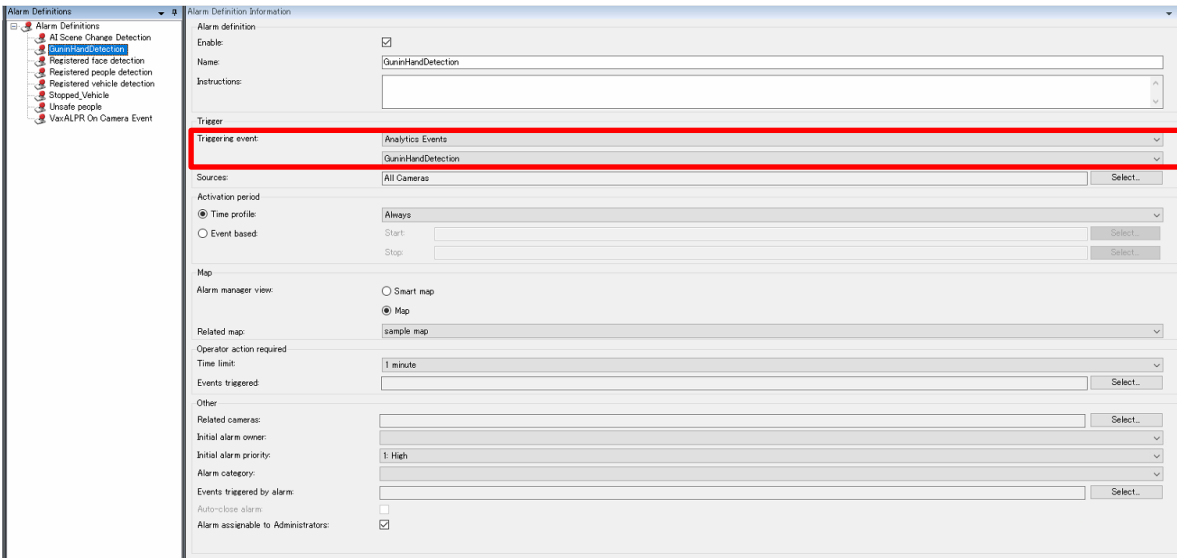 Alarm Definitions
Alarm Definitions
AI Scene Change Detection
GuninHandDetection
Registered face detection
Registered people detection
Registered vehicle detection
Stopped_Vehicle
Unsafe people
VaxALPR On Camera Event
Alarm Definition Information
Alarm definition
Enable:
Name: GuninHandDetection
Instructions:
Trigger
Triggering event: Analytics Events
GuninHandDetection
Sources: All Cameras Select...
Activation period
Time profile: Always
Event based: Start: Select...
Stop: Select...
Map
Alarm manager view: Smart map
Map
Related map: sample map
Operator action required
Time limit: 1 minute
Events triggered: Select...
Other
Related cameras: Select...
Initial alarm owner:
Initial alarm priority: 1: High
Alarm category:
Events triggered by alarm: Select...
Auto-close alarm:
Alarm assignable to Administrators: